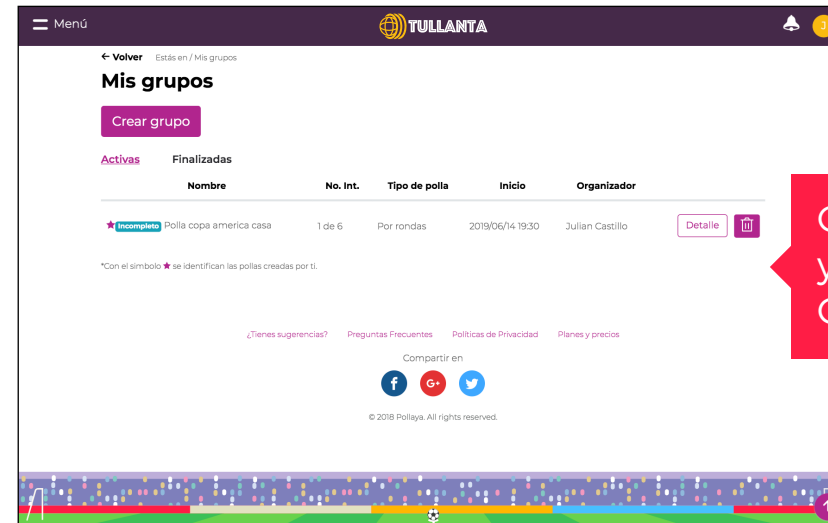 Menú
TULLANTA
J
← Volver Estás en / Mis grupos
Mis grupos
Crear grupo
Activas Finalizadas
Nombre No. Int. Tipo de polla Inicio Organizador
★ Incompleto Polla copa america casa 1 de 6 Por rondas 2019/06/14 19:30 Julian Castillo Detalle
*Con el simbolo ★ se identifican las pollas creadas por ti.
¿Tienes sugerencias? Preguntas Frecuentes Políticas de Privacidad Planes y precios
Compartir en
f G+
© 2018 Pollaya. All rights reserved.